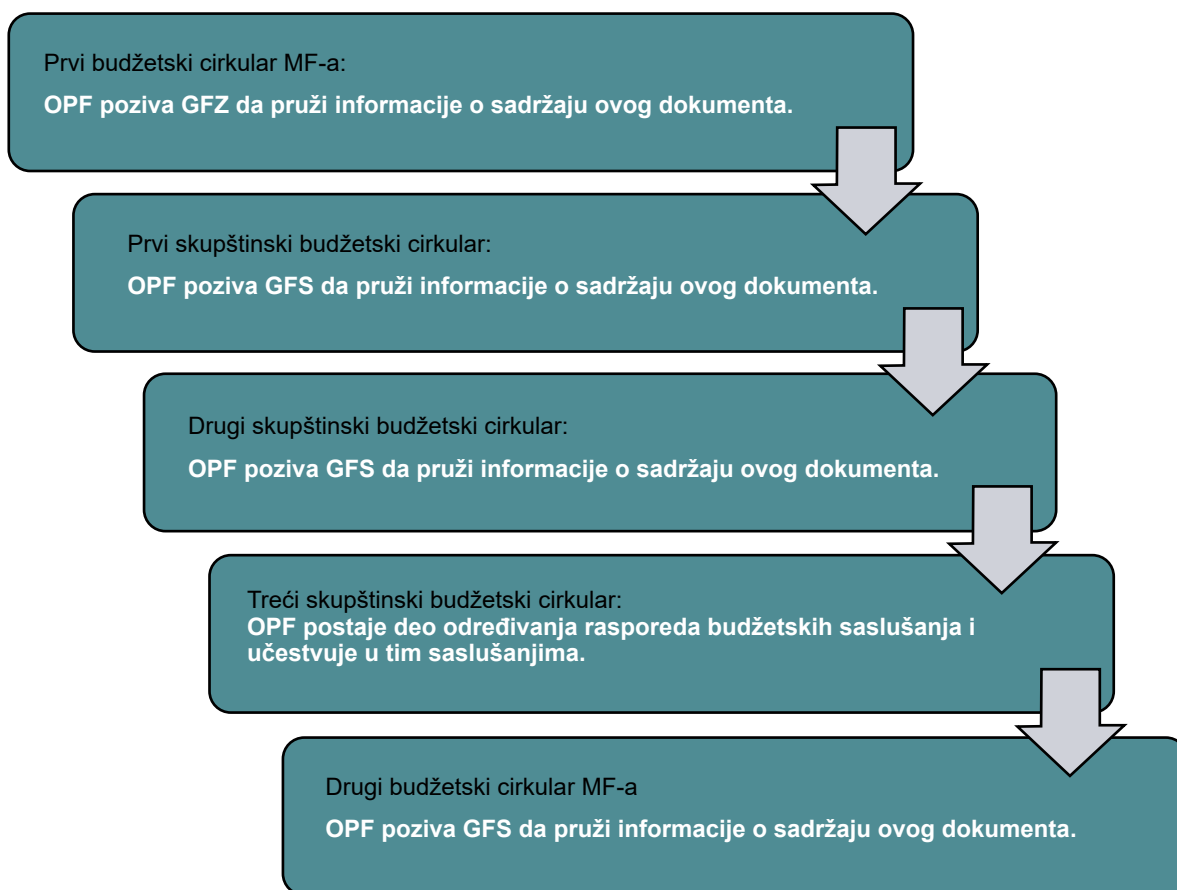 Prvi budžetski cirkular MF-a:
OPF poziva GFZ da pruži informacije o sadržaju ovog dokumenta.
Prvi skupštinski budžetski cirkular:
OPF poziva GFS da pruži informacije o sadržaju ovog dokumenta.
Drugi skupštinski budžetski cirkular:
OPF poziva GFS da pruži informacije o sadržaju ovog dokumenta.
Treći skupštinski budžetski cirkular:
OPF postaje deo određivanja rasporeda budžetskih saslušanja i
učestvuje u tim saslušanjima.
Drugi budžetski cirkular MF-a
OPF poziva GFS da pruži informacije o sadržaju ovog dokumenta.